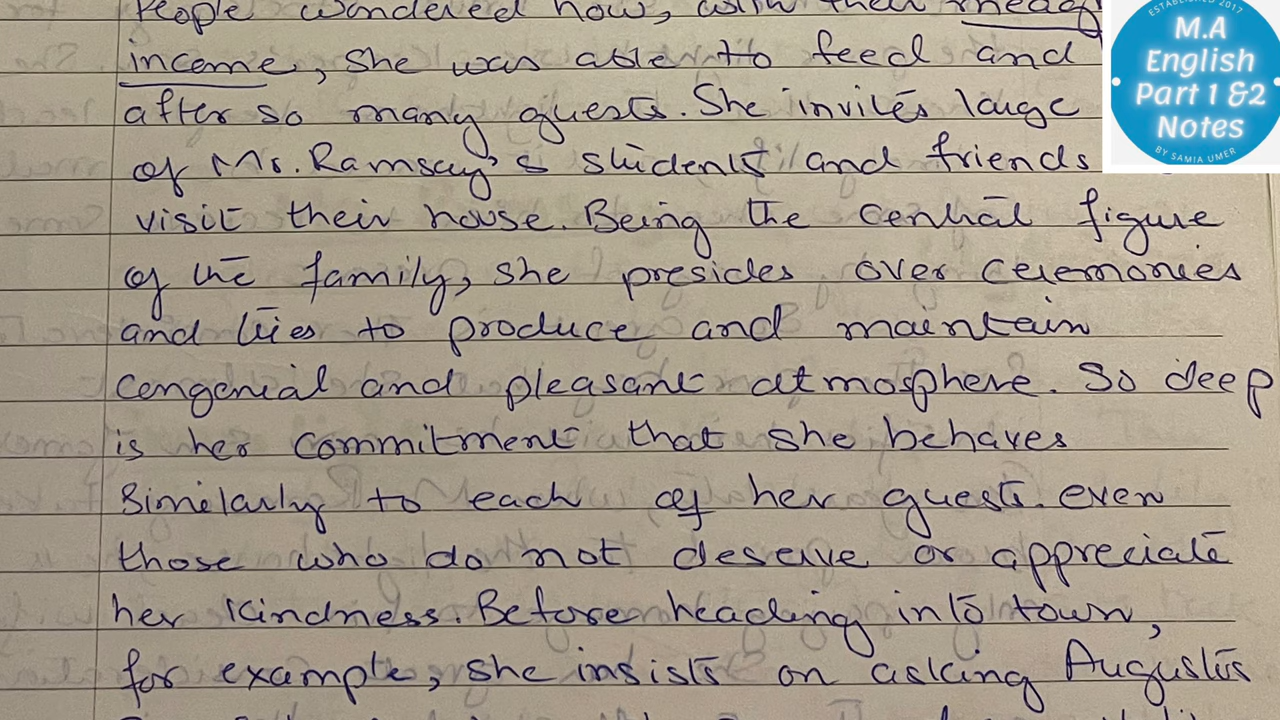 People wondered how, with their
income, she was able to feed and
after so many guests. She invites large
of Mr. Ramsay's students and friends
visit their house. Being the central figure
of the family, she presides over ceremonies
and tries to produce and maintain
congenial and pleasant atmosphere. So deep
is her commitment that she behaves
Similarly to each of her guests. even
those who do not deserve or appreciate
her kindness. Before heading into town,
for example, she insists on asking Augustus
ESTABLISHED 2017
M.A
English
Part 1 &2
Notes
BY SAMIA UMER